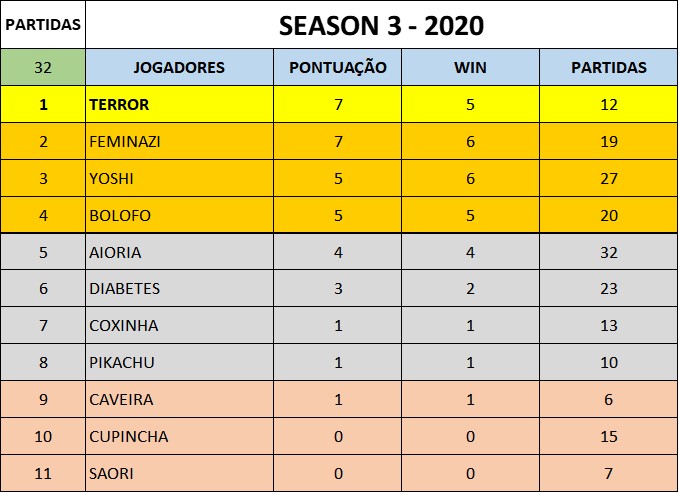 PARTIDAS SEASON 3 - 2020
32 JOGADORES PONTUAÇÃO WIN PARTIDAS
1 TERROR 7 5 12
2 FEMINAZI 7 6 19
3 YOSHI 5 6 27
4 BOLOFO 5 5 20
5 AIORIA 4 4 32
6 DIABETES 3 2 23
7 COXINHA 1 1 13
8 PIKACHU 1 1 10
9 CAVEIRA 1 1 6
10 CUPINCHA 0 0 15
11 SAORI 0 0 7